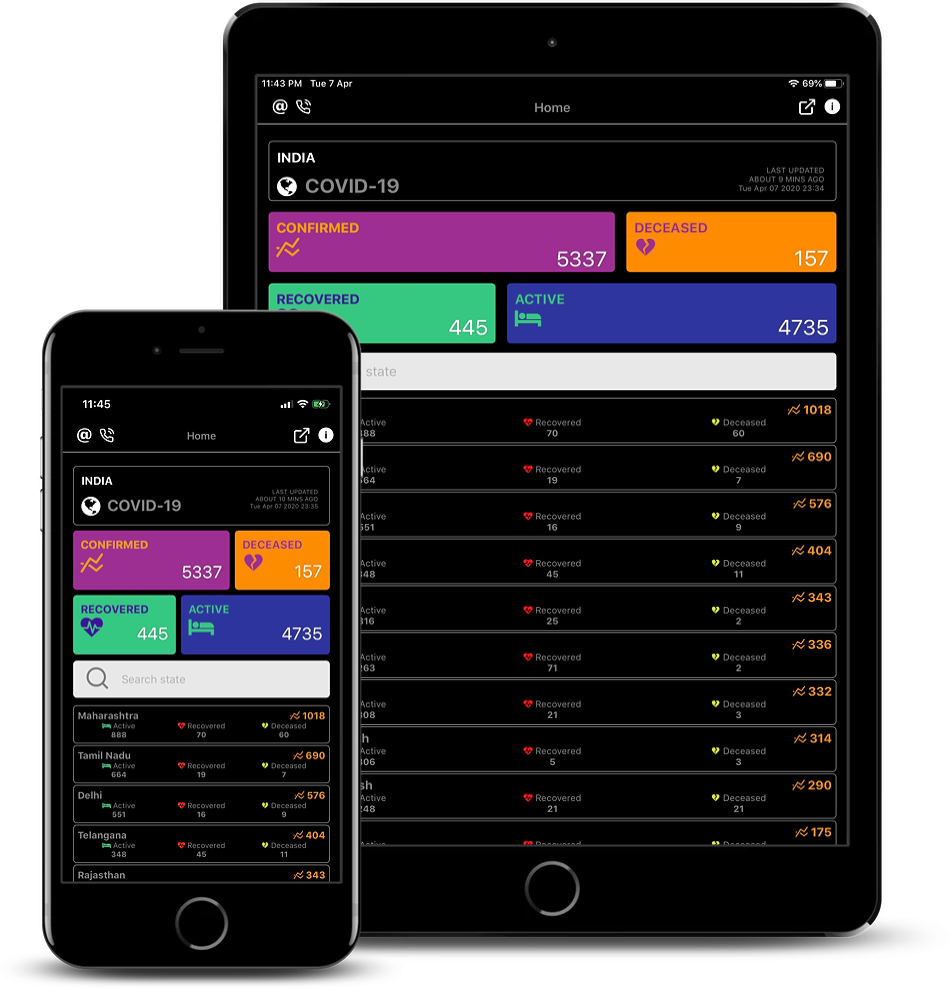 11:43 PM Tue 7 Apr 69%
@ Home i
INDIA
COVID-19
LAST UPDATED
ABOUT 9 MINS AGO
Tue Apr 07 2020 23:34
CONFIRMED
5337
DECEASED
157
RECOVERED
445
ACTIVE
4735
state
1018
Active Recovered Deceased
88 70 60
690
Active Recovered Deceased
64 19 7
576
Active Recovered Deceased
551 16 9
404
Active Recovered Deceased
348 45 11
343
Active Recovered Deceased
316 25 2
336
Active Recovered Deceased
263 71 2
332
Active Recovered Deceased
308 21 3
h 314
Active Recovered Deceased
306 5 3
sh 290
Active Recovered Deceased
248 21 21
175
Active Recovered Deceased
11:45
@ Home i
INDIA
COVID-19
LAST UPDATED
ABOUT 10 MINS AGO
Tue Apr 07 2020 23:35
CONFIRMED
5337
DECEASED
157
RECOVERED
445
ACTIVE
4735
Search state
Maharashtra 1018
Active Recovered Deceased
888 70 60
Tamil Nadu 690
Active Recovered Deceased
664 19 7
Delhi 576
Active Recovered Deceased
551 16 9
Telangana 404
Active Recovered Deceased
348 45 11
Rajasthan 343